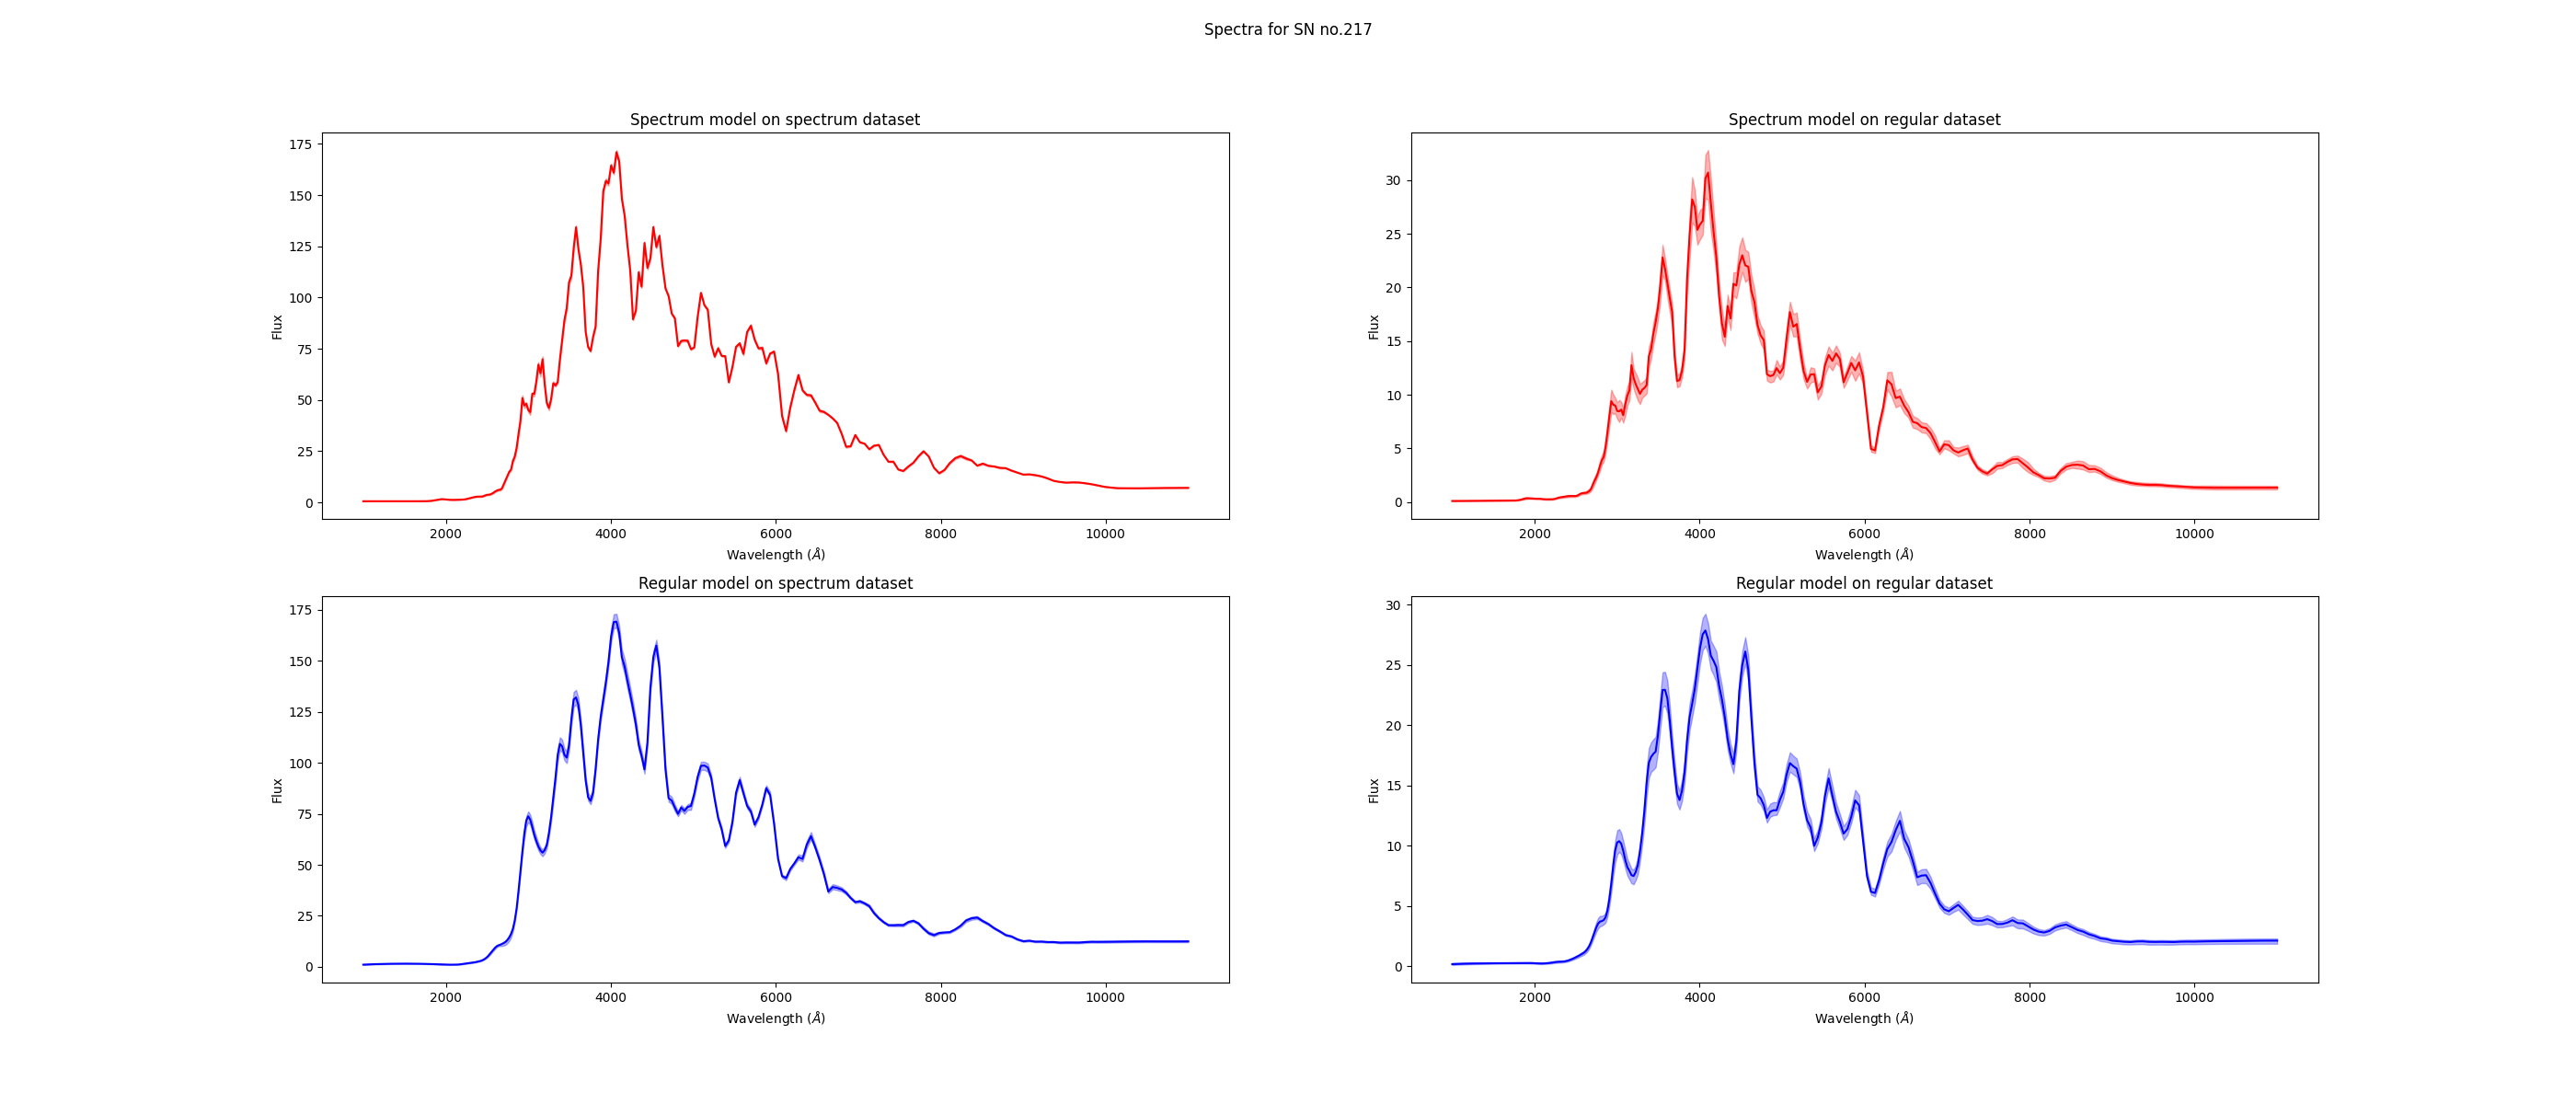 Spectra for SN no.217
Spectrum model on spectrum dataset
175
150
125
100
75
50
25
0
Flux
2000 4000 6000 8000 10000
Wavelength (Å)
Spectrum model on regular dataset
30
25
20
15
10
5
0
Flux
2000 4000 6000 8000 10000
Wavelength (Å)
Regular model on spectrum dataset
175
150
125
100
75
50
25
0
Flux
2000 4000 6000 8000 10000
Wavelength (Å)
Regular model on regular dataset
30
25
20
15
10
5
0
Flux
2000 4000 6000 8000 10000
Wavelength (Å)